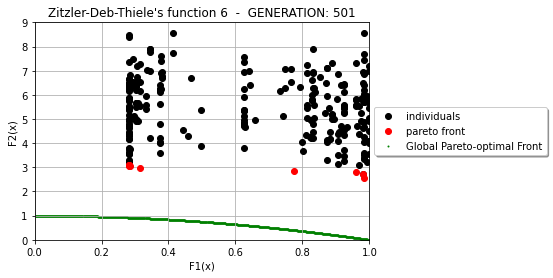 Zitzler-Deb-Thiele's function 6 - GENERATION: 501
9
8
7
6
5
4
3
2
1
0
F2(x)
0.0 0.2 0.4 0.6 0.8 1.0
F1(x)
individuals
pareto front
Global Pareto-optimal Front